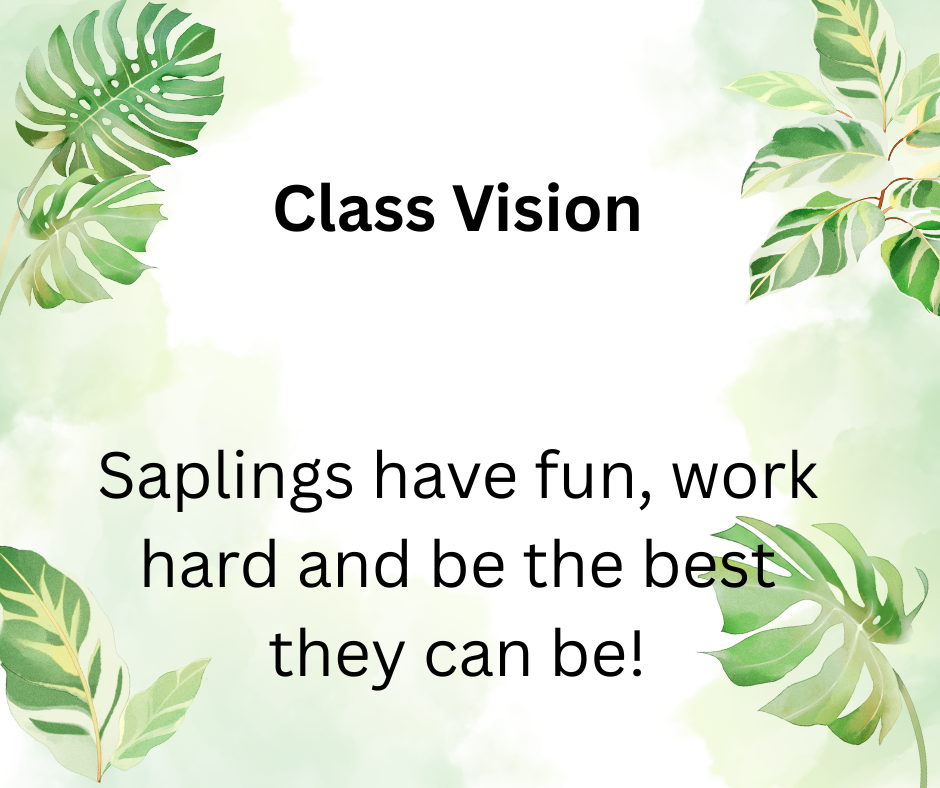 Class Vision
Saplings have fun, work
hard and be the best
they can be!